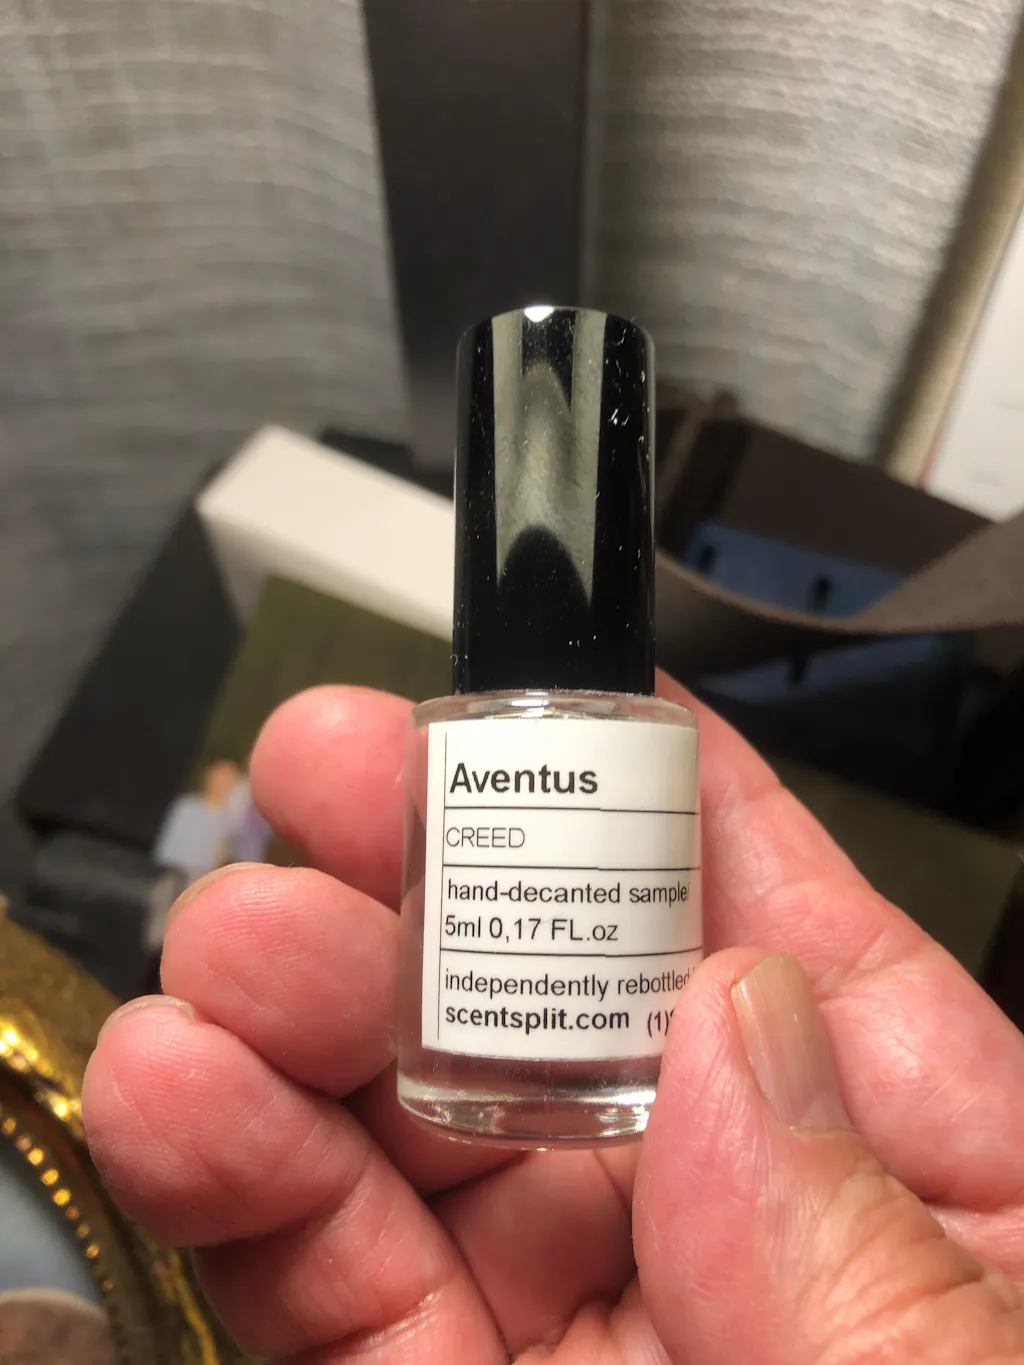 Aventus
CREED
hand-decanted sample
5ml 0,17 FL.oz
independently rebottled
scentsplit.com (1)